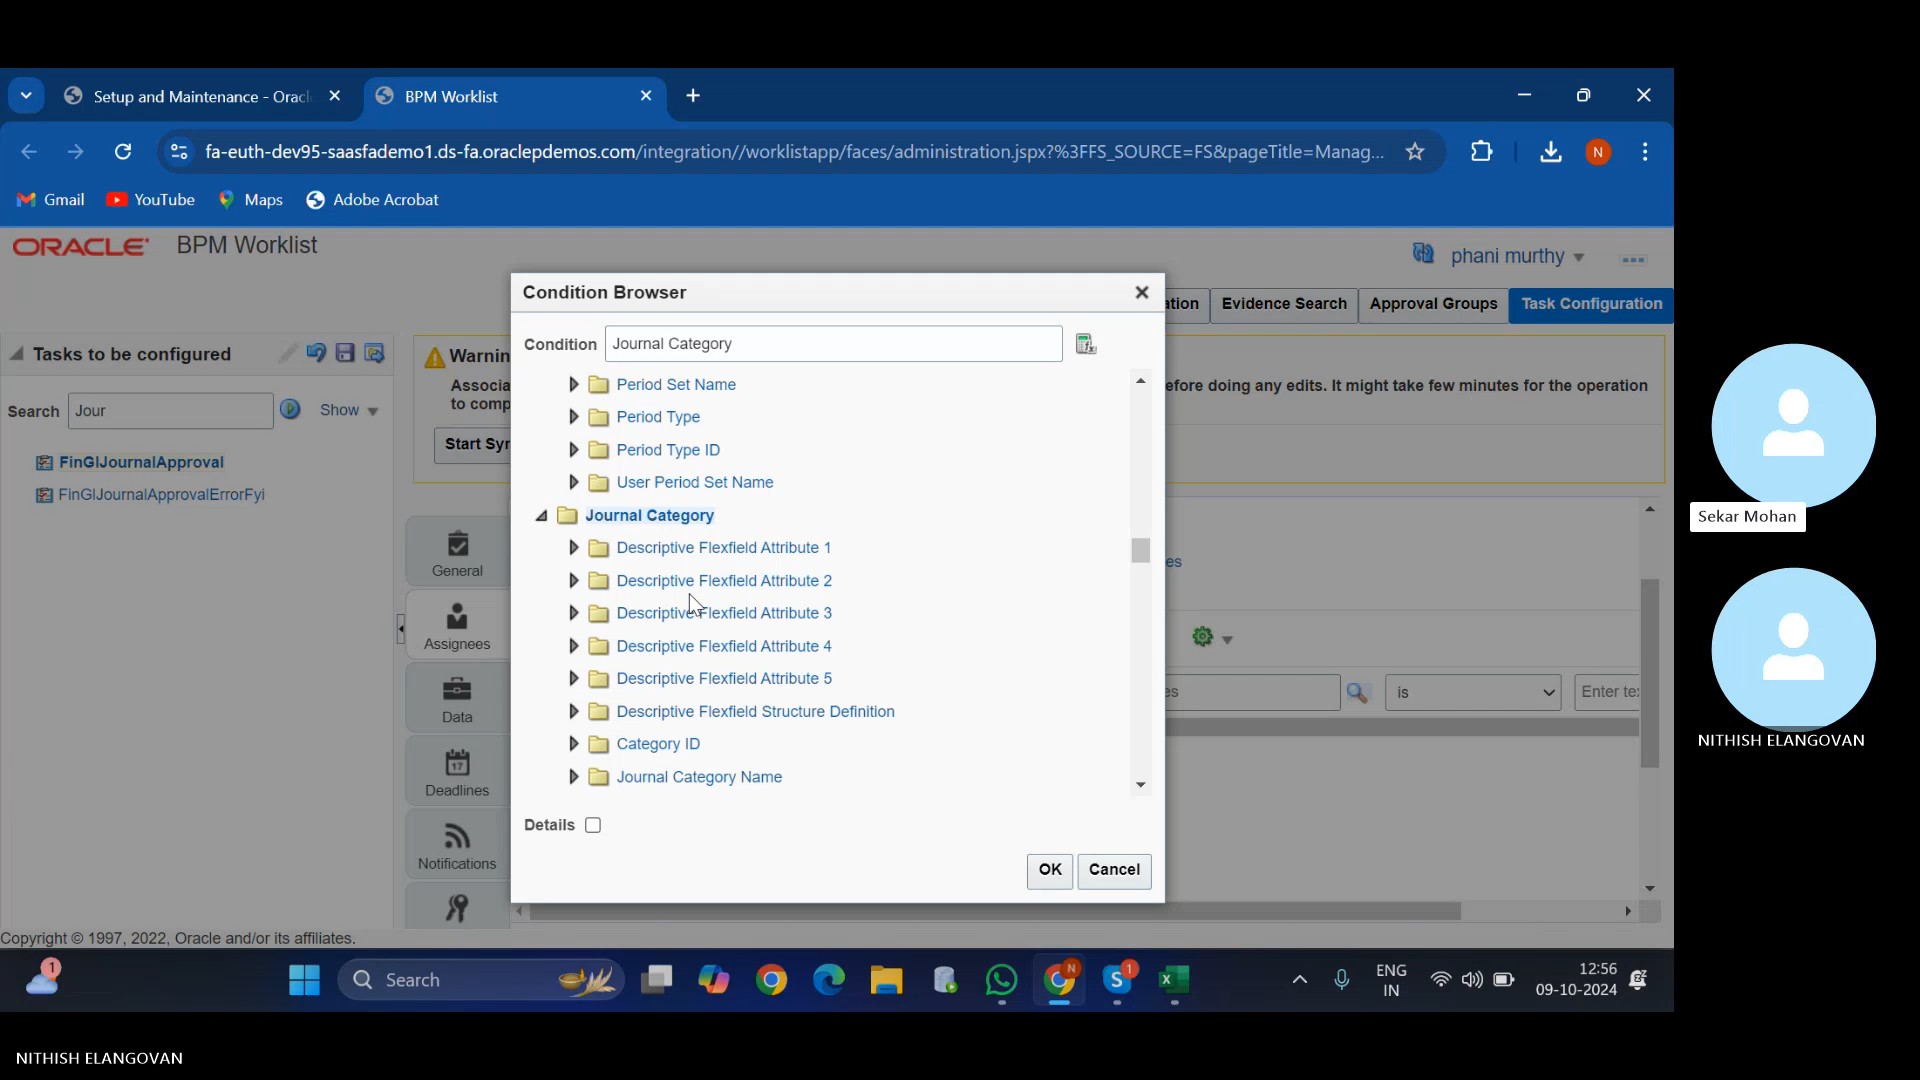 Setup and Maintenance - Oracl
BPM Worklist
fa-euth-dev95-saasfademo1.ds-fa.oraclepdemos.com/integration//worklistapp/faces/administration.jspx?%3FFS_SOURCE=FS&pageTitle=Manag...
N
Gmail
YouTube
Maps
Adobe Acrobat
ORACLE
BPM Worklist
phani murthy
Evidence Search
Approval Groups
Task Configuration
ation
Tasks to be configured
Search
Jour
Show
FinGlJournalApproval
FinGlJournalApprovalErrorFyi
Warnin
Associa
efore doing any edits. It might take few minutes for the operation
to comp
Start Syn
General
Assignees
Data
17
Deadlines
Notifications
es
es
is
Enter te
Condition Browser
Condition
Journal Category
Period Set Name
Period Type
Period Type ID
User Period Set Name
Journal Category
Descriptive Flexfield Attribute 1
Descriptive Flexfield Attribute 2
Descriptive Flexfield Attribute 3
Descriptive Flexfield Attribute 4
Descriptive Flexfield Attribute 5
Descriptive Flexfield Structure Definition
Category ID
Journal Category Name
Details
OK
Cancel
Copyright © 1997, 2022, Oracle and/or its affiliates.
1
Search
N
1
ENG
IN
12:56
09-10-2024
Sekar Mohan
NITHISH ELANGOVAN
NITHISH ELANGOVAN